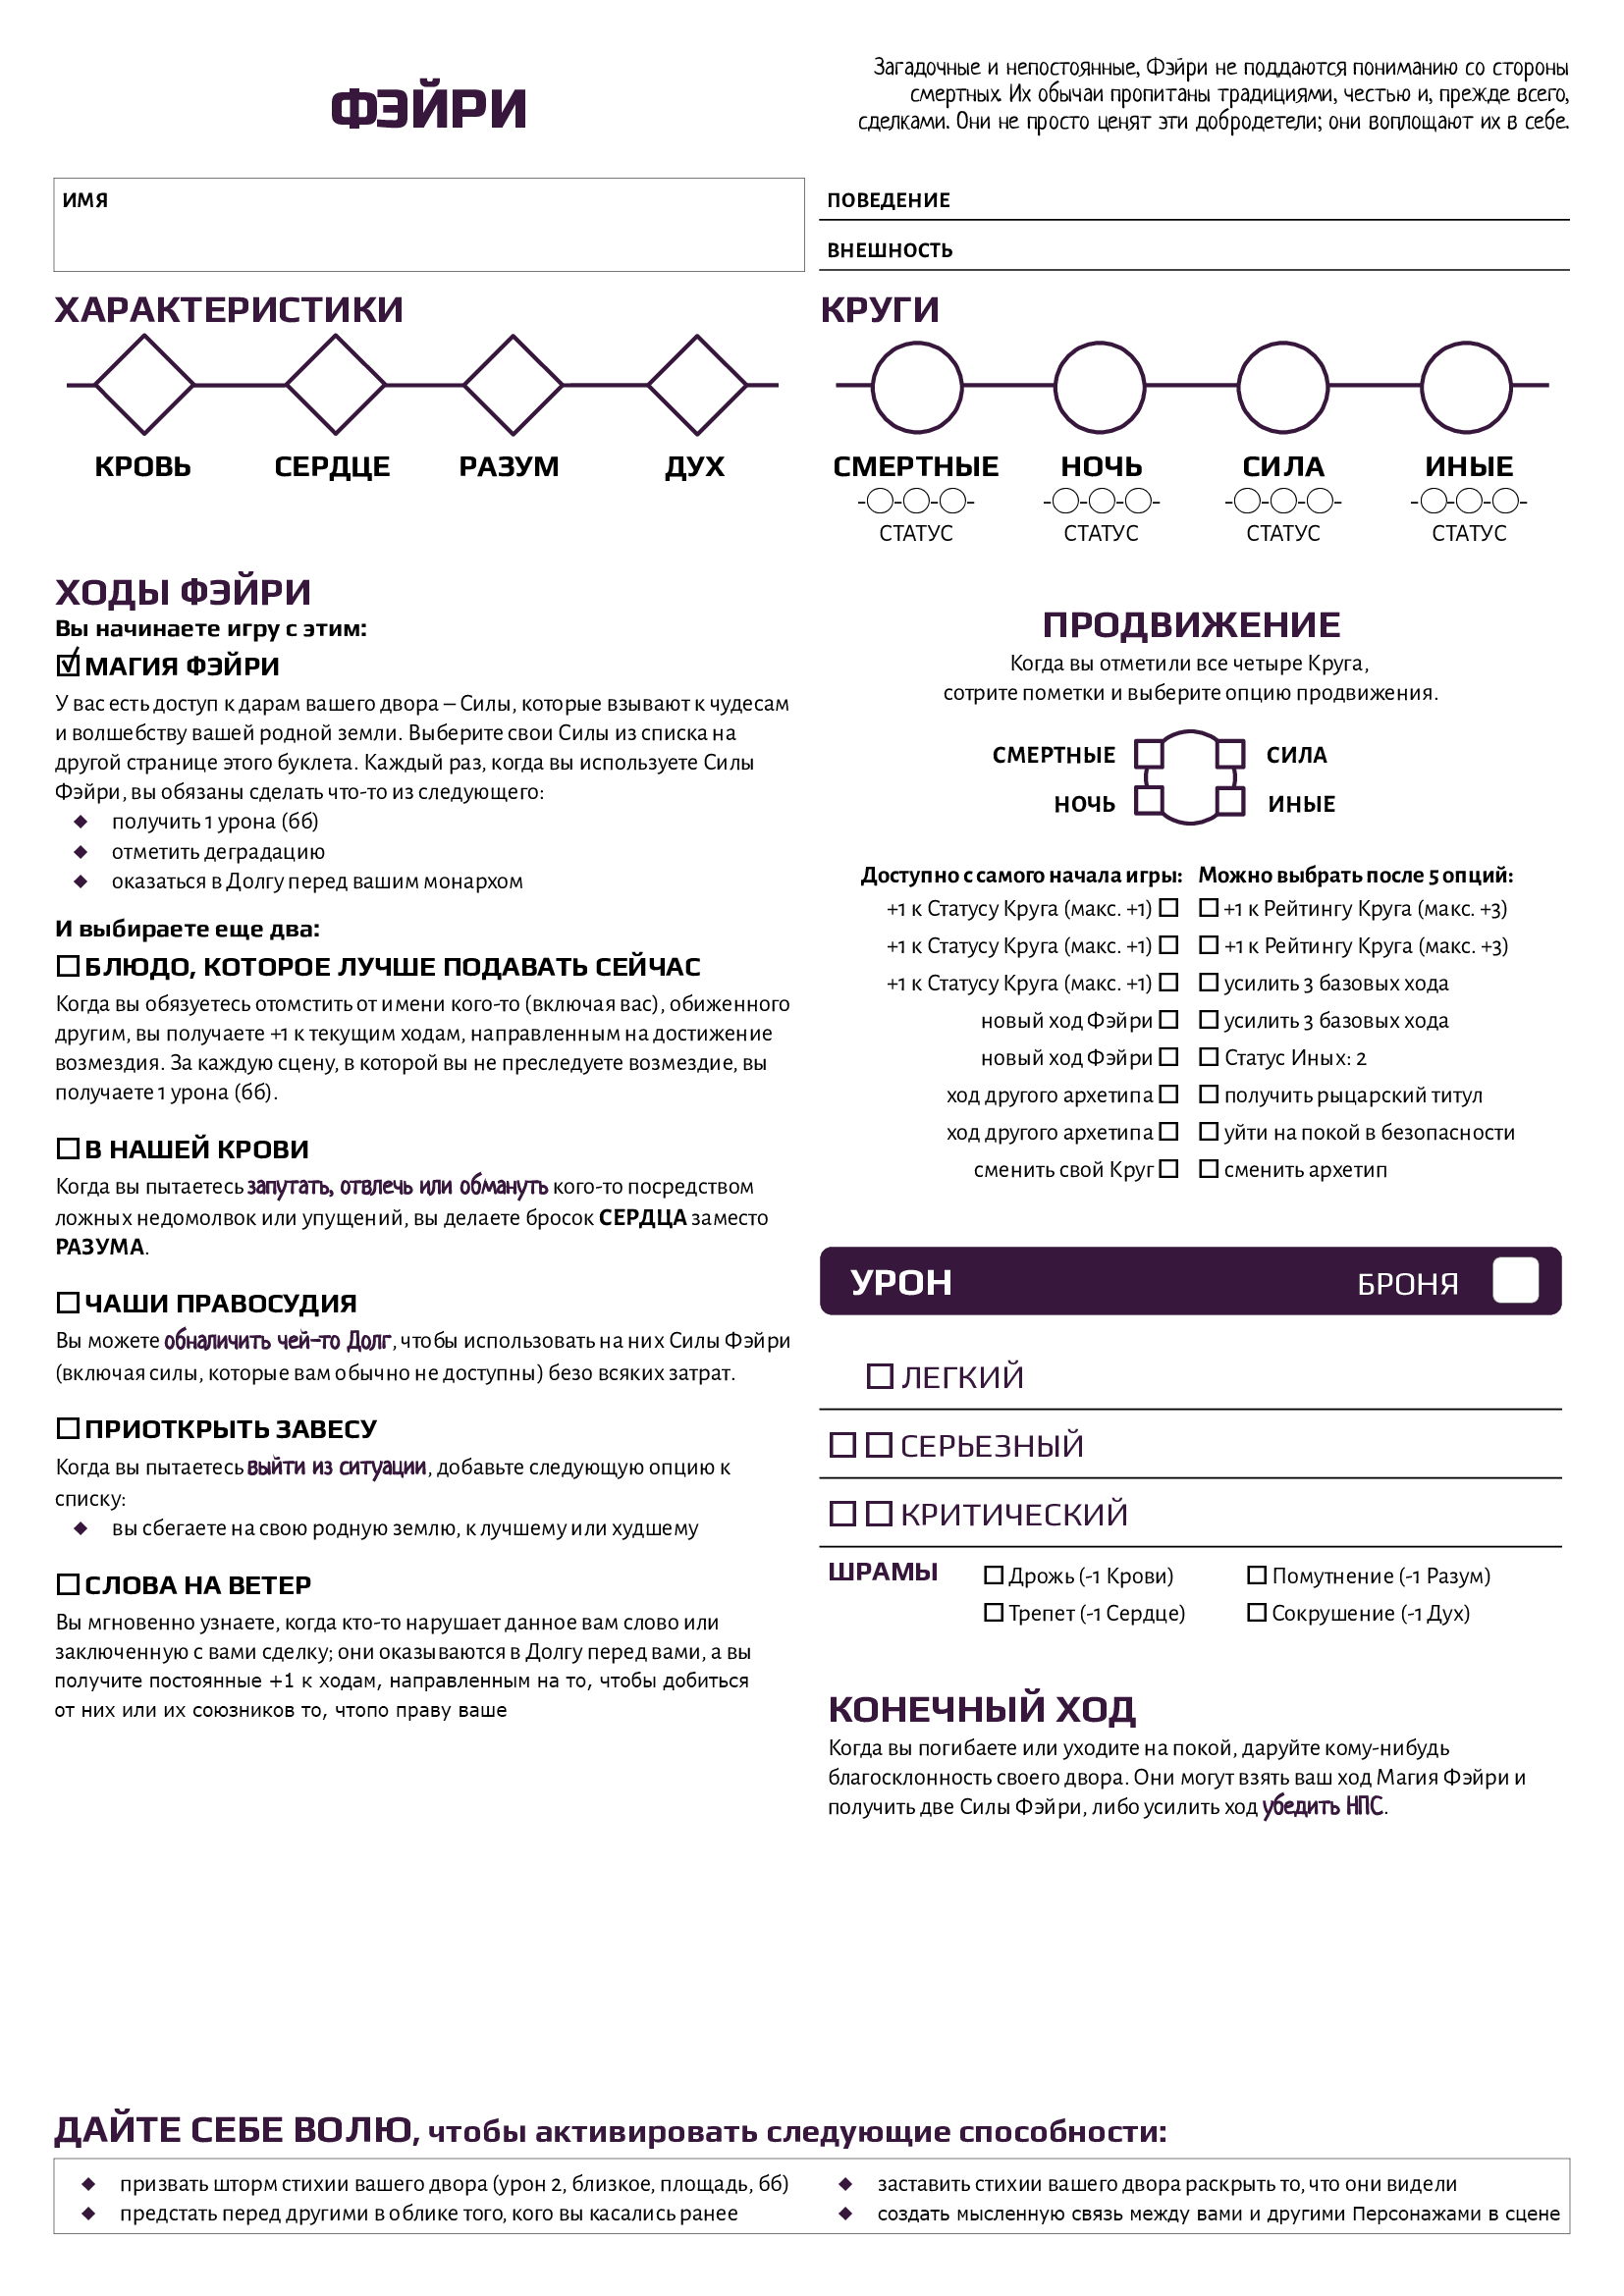 ФЭЙРИ
Загадочные и непостоянные, Фэйри не поддаются пониманию со стороны
смертных. Их обычаи пропитаны традициями, честью и, прежде всего,
сделками. Они не просто ценят эти добродетели; они воплощают их в себе.
ИМЯ
ПОВЕДЕНИЕ
ВНЕШНОСТЬ
ХАРАКТЕРИСТИКИ
КРОВЬ СЕРДЦЕ РАЗУМ ДУХ
КРУГИ
СМЕРТНЫЕ НОЧЬ СИЛА ИНЫЕ
СТАТУС СТАТУС СТАТУС СТАТУС
ХОДЫ ФЭЙРИ
Вы начинаете игру с этим:
МАГИЯ ФЭЙРИ
У вас есть доступ к дарам вашего двора – Силы, которые взывают к чудесам
и волшебству вашей родной земли. Выберите свои Силы из списка на
другой странице этого буклета. Каждый раз, когда вы используете Силы
Фэйри, вы обязаны сделать что-то из следующего:
получить 1 урона (бб)
отметить деградацию
оказаться в Долгу перед вашим монархом
И выбираете еще два:
БЛЮДО, КОТОРОЕ ЛУЧШЕ ПОДАВАТЬ СЕЙЧАС
Когда вы обязуетесь отомстить от имени кого-то (включая вас), обиженного
другим, вы получаете +1 к текущим ходам, направленным на достижение
возмездия. За каждую сцену, в которой вы не преследуете возмездие, вы
получаете 1 урона (бб).
В НАШЕЙ КРОВИ
Когда вы пытаетесь запутать, отвлечь или обмануть кого-то посредством
ложных недомолвок или упущений, вы делаете бросок СЕРДЦА заместо
РАЗУМА.
ЧАШИ ПРАВОСУДИЯ
Вы можете обналичить чей-то Долг, чтобы использовать на них Силы Фэйри
(включая силы, которые вам обычно не доступны) безо всяких затрат.
ПРИОТКРЫТЬ ЗАВЕСУ
Когда вы пытаетесь выйти из ситуации, добавьте следующую опцию к
списку:
вы сбегаете на свою родную землю, к лучшему или худшему
СЛОВА НА ВЕТЕР
Вы мгновенно узнаете, когда кто-то нарушает данное вам слово или
заключенную с вами сделку; они оказываются в Долгу перед вами, а вы
получите постоянные +1 к ходам, направленным на то, чтобы добиться
от них или их союзников то, чтопо праву ваше
ПРОДВИЖЕНИЕ
Когда вы отметили все четыре Круга,
сотрите пометки и выберите опцию продвижения.
СМЕРТНЫЕ СИЛА
НОЧЬ ИНЫЕ
Доступно с самого начала игры: Можно выбрать после 5 опций:
+1 к Статусу Круга (макс. +1) +1 к Рейтингу Круга (макс. +3)
+1 к Статусу Круга (макс. +1) +1 к Рейтингу Круга (макс. +3)
+1 к Статусу Круга (макс. +1) усилить 3 базовых хода
новый ход Фэйри усилить 3 базовых хода
новый ход Фэйри Статус Иных: 2
ход другого архетипа получить рыцарский титул
ход другого архетипа уйти на покой в безопасности
сменить свой Круг сменить архетип
УРОН БРОНЯ
ЛЕГКИЙ
СЕРЬЕЗНЫЙ
КРИТИЧЕСКИЙ
ШРАМЫ Дрожь (-1 Крови) Помутнение (-1 Разум)
Трепет (-1 Сердце) Сокрушение (-1 Дух)
КОНЕЧНЫЙ ХОД
Когда вы погибаете или уходите на покой, даруйте кому-нибудь
благосклонность своего двора. Они могут взять ваш ход Магия Фэйри и
получить две Силы Фэйри, либо усилить ход убедить НПС.
ДАЙТЕ СЕБЕ ВОЛЮ, чтобы активировать следующие способности:
призвать шторм стихии вашего двора (урон 2, близкое, площадь, бб)
предстать перед другими в облике того, кого вы касались ранее
заставить стихии вашего двора раскрыть то, что они видели
создать мысленную связь между вами и другими Персонажами в сцене